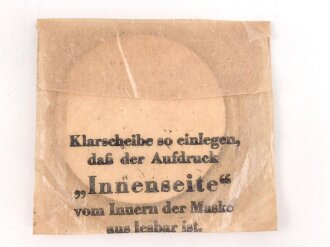 Klarscheibe so einlegen,
daß der Aufdruck
„Innenseite“
vom Innern der Maske
aus lesbar ist.